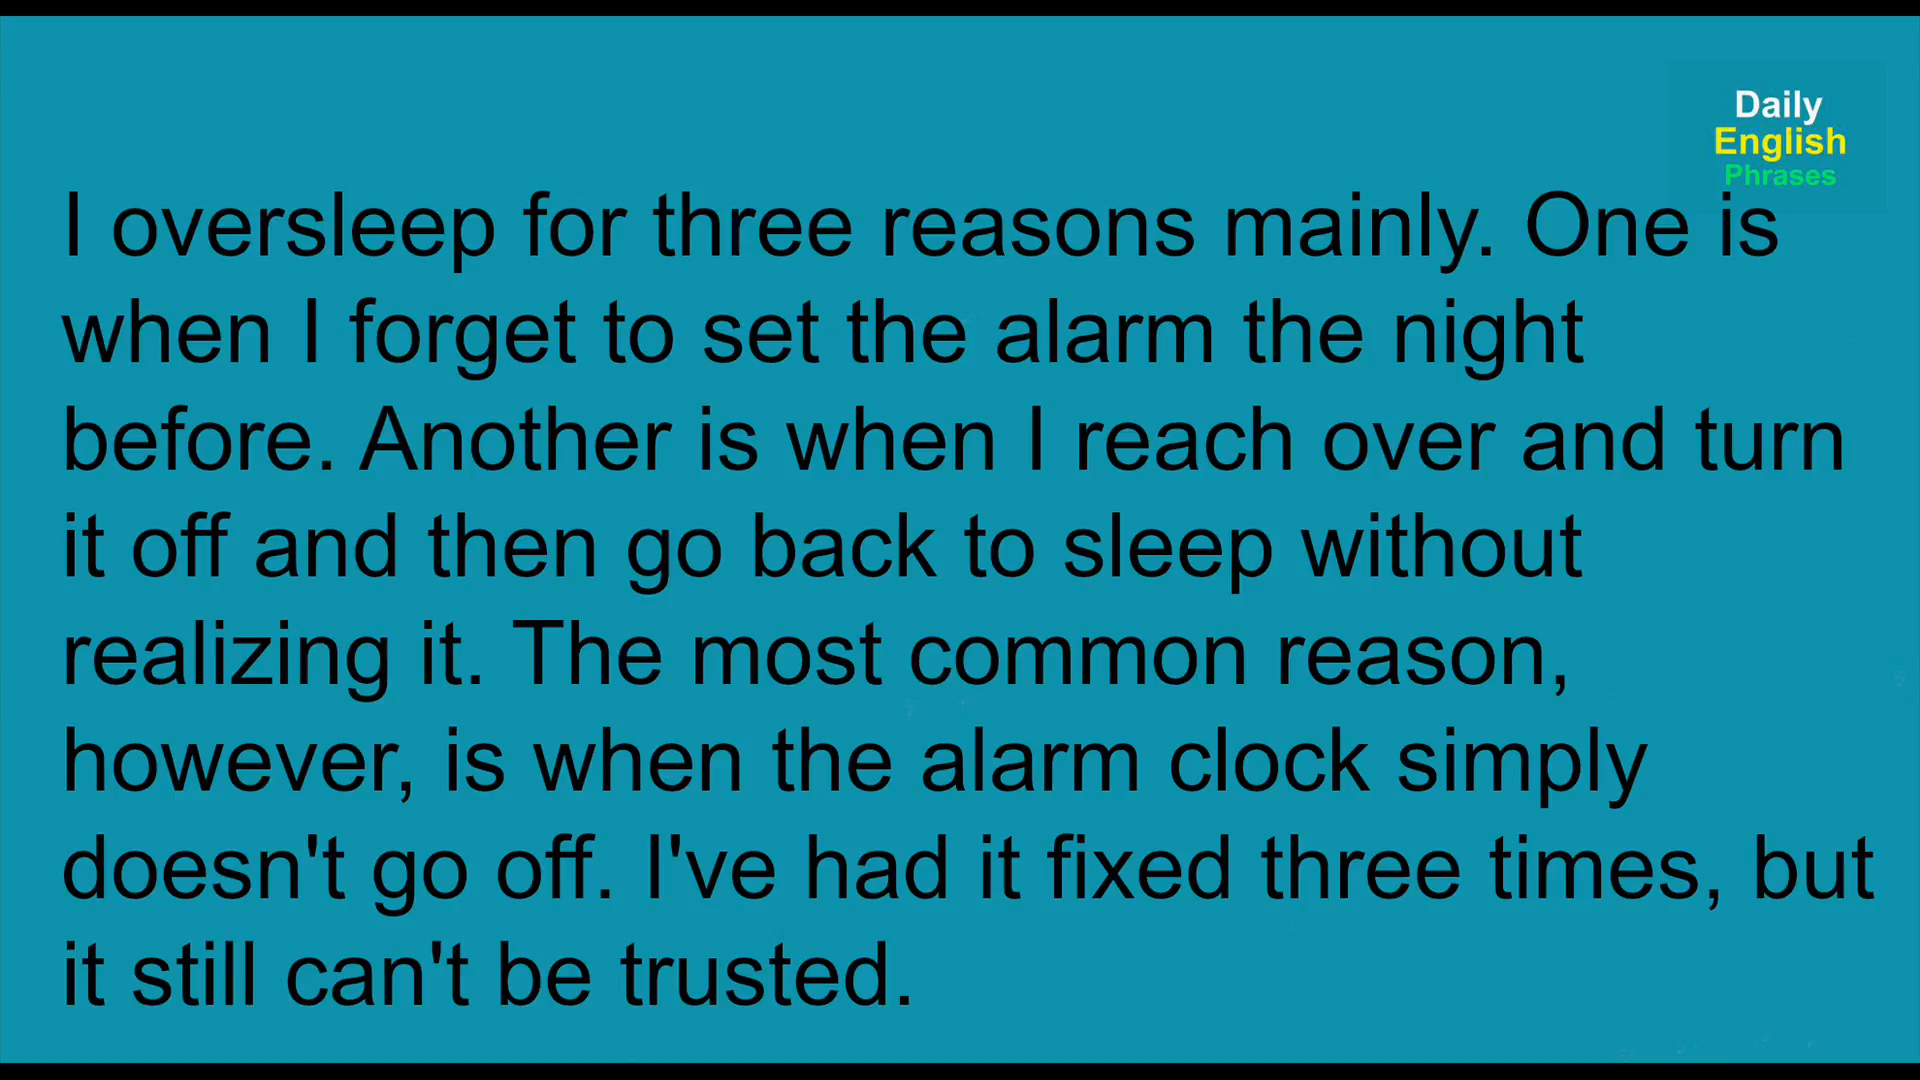 Daily
English
Phrases
I oversleep for three reasons mainly. One is
when I forget to set the alarm the night
before. Another is when I reach over and turn
it off and then go back to sleep without
realizing it. The most common reason,
however, is when the alarm clock simply
doesn't go off. I've had it fixed three times, but
it still can't be trusted.